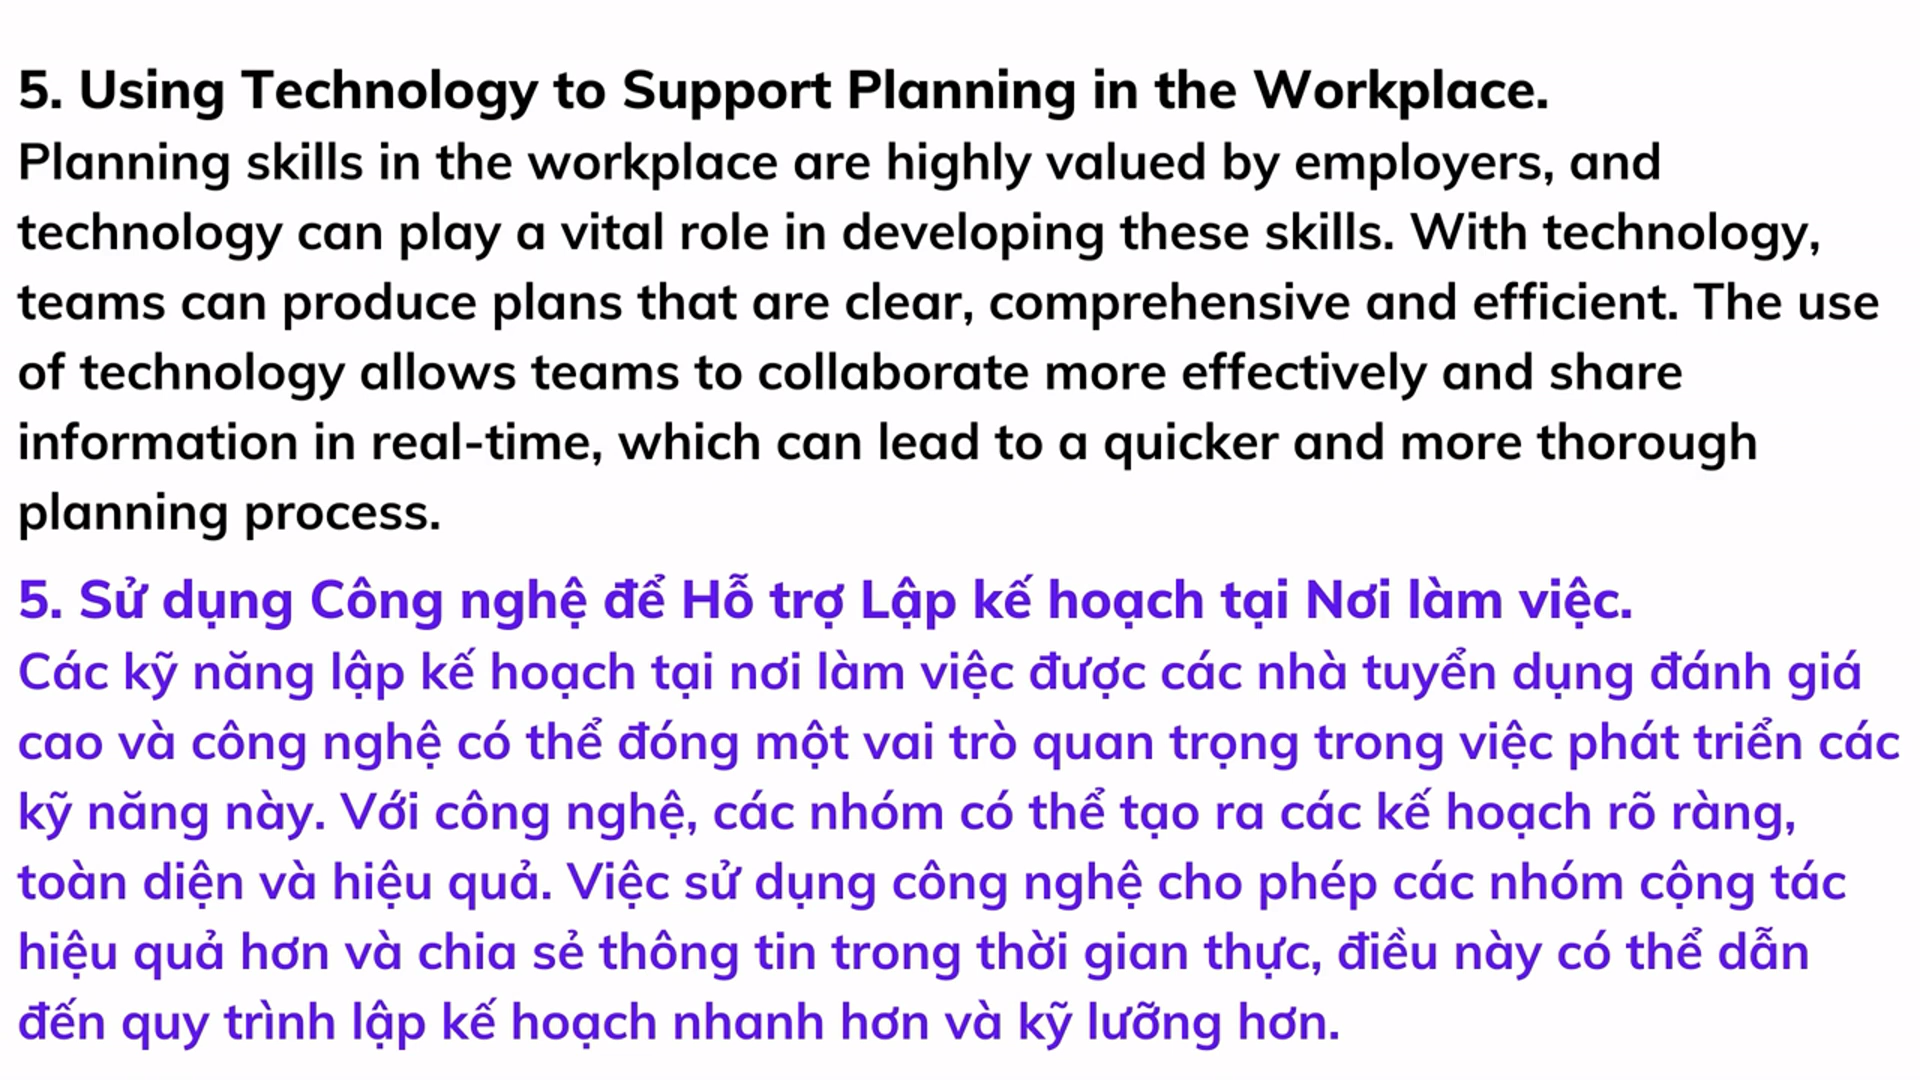 5. Using Technology to Support Planning in the Workplace.
Planning skills in the workplace are highly valued by employers, and
technology can play a vital role in developing these skills. With technology,
teams can produce plans that are clear, comprehensive and efficient. The use
of technology allows teams to collaborate more effectively and share
information in real-time, which can lead to a quicker and more thorough
planning process.
5. Sử dụng Công nghệ để Hỗ trợ Lập kế hoạch tại Nơi làm việc.
Các kỹ năng lập kế hoạch tại nơi làm việc được các nhà tuyển dụng đánh giá
cao và công nghệ có thể đóng một vai trò quan trọng trong việc phát triển các
kỹ năng này. Với công nghệ, các nhóm có thể tạo ra các kế hoạch rõ ràng,
toàn diện và hiệu quả. Việc sử dụng công nghệ cho phép các nhóm cộng tác
hiệu quả hơn và chia sẻ thông tin trong thời gian thực, điều này có thể dẫn
đến quy trình lập kế hoạch nhanh hơn và kỹ lưỡng hơn.